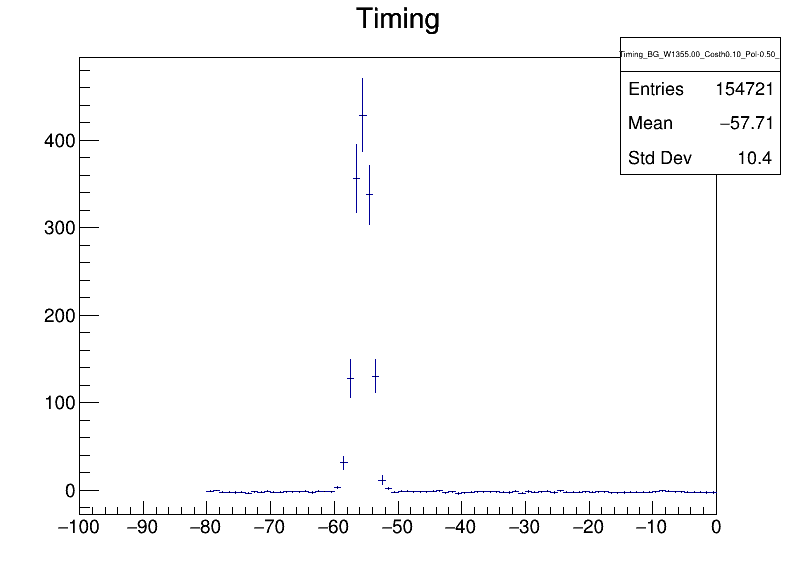 Timing
Timing_BG_W1355.00_Costh0.10_Pol-0.50_
Entries 154721
Mean −57.71
Std Dev 10.4
400
300
200
100
0
−100 −90 −80 −70 −60 −50 −40 −30 −20 −10 0